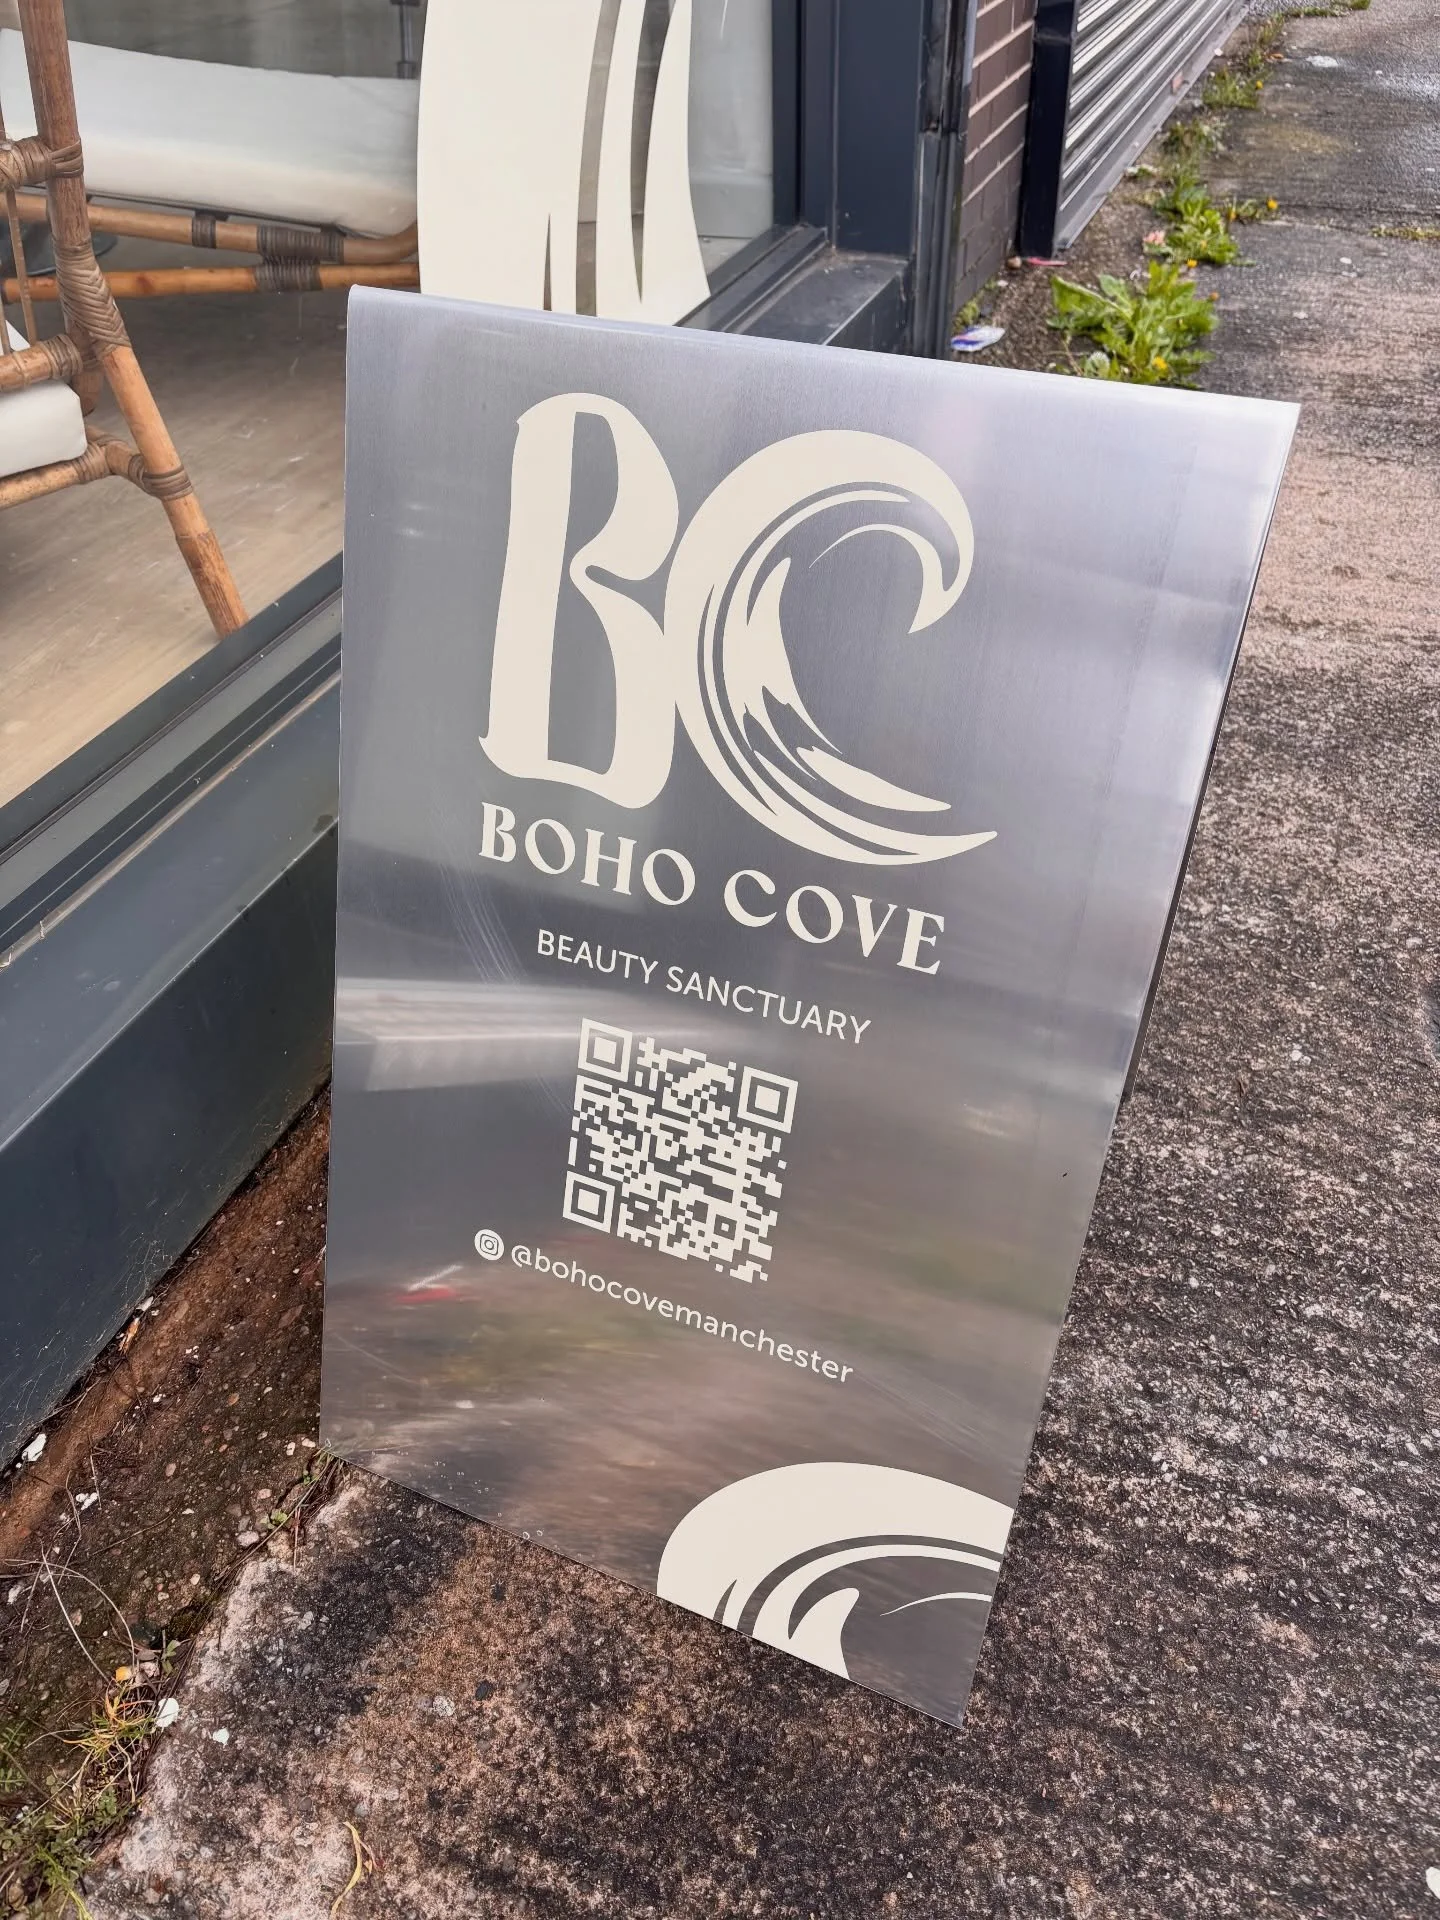 BC
BOHO COVE
BEAUTY SANCTUARY
@bohocovemanchester